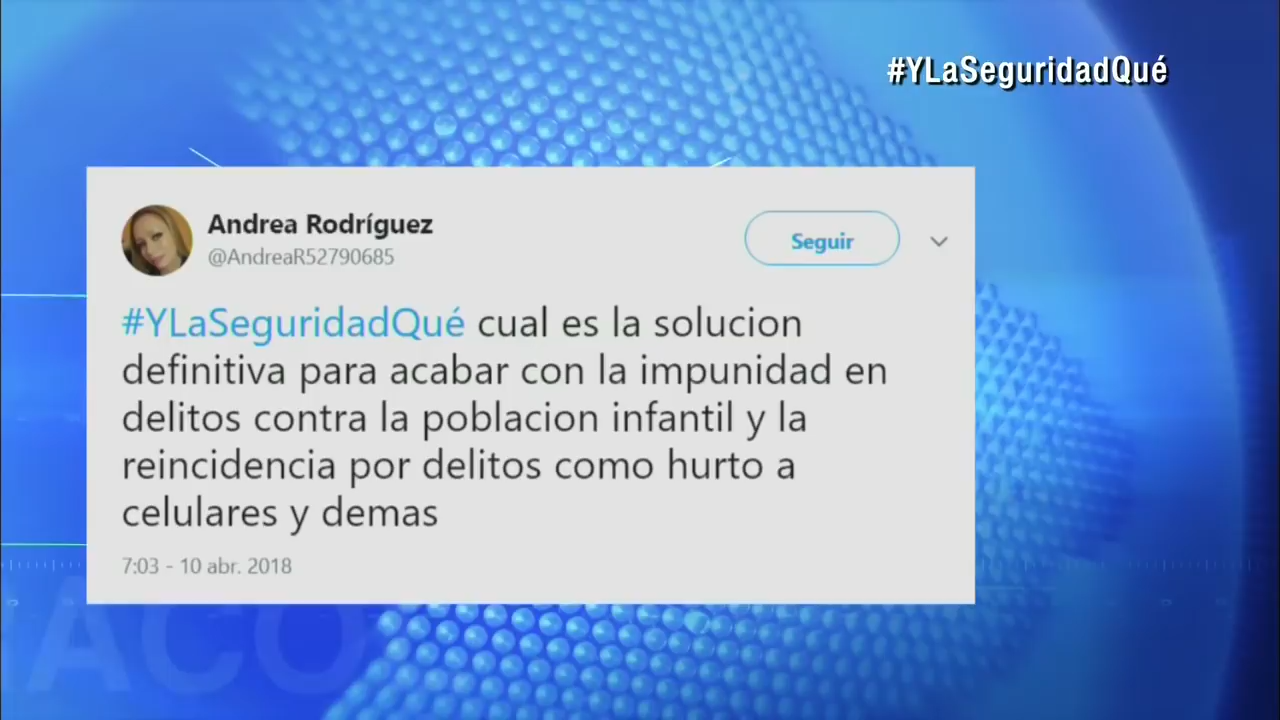 #YLaSeguridadQué
Andrea Rodríguez
@AndreaR52790685
Seguir
#YLaSeguridadQué cual es la solucion
definitiva para acabar con la impunidad en
delitos contra la poblacion infantil y la
reincidencia por delitos como hurto a
celulares y demas
7:03 - 10 abr. 2018